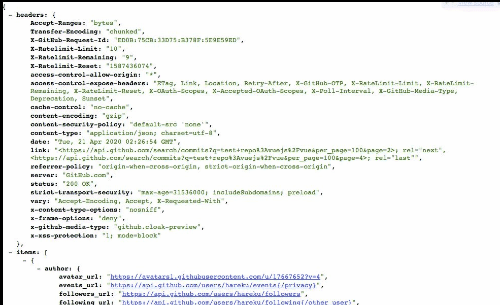 {
- headers: {
Accept-Ranges: "bytes",
Transfer-Encoding: "chunked",
X-GitHub-Request-Id: "ED0B:75CB:33D75:B378F:5E9E59ED",
X-Ratelimit-Limit: "10",
X-Ratelimit-Remaining: "9",
X-Ratelimit-Reset: "1587436074",
access-control-allow-origin: "*",
access-control-expose-headers: "ETag, Link, Location, Retry-After, X-GitHub-OTP, X-RateLimit-Limit, X-RateLimit-
Remaining, X-RateLimit-Reset, X-OAuth-Scopes, X-Accepted-OAuth-Scopes, X-Poll-Interval, X-GitHub-Media-Type,
Deprecation, Sunset",
cache-control: "no-cache",
content-encoding: "gzip",
content-security-policy: "default-src 'none'",
content-type: "application/json; charset=utf-8",
date: "Tue, 21 Apr 2020 02:26:54 GMT",
link: "<https://api.github.com/search/commits?q=test+repo%3Avuejs%2Fvue&per_page=100&page=2>; rel="next",
<https://api.github.com/search/commits?q=test+repo%3Avuejs%2Fvue&per_page=100&page=6>; rel="last"",
referrer-policy: "origin-when-cross-origin, strict-origin-when-cross-origin",
server: "GitHub.com",
status: "200 OK",
strict-transport-security: "max-age=31536000; includeSubdomains; preload",
vary: "Accept-Encoding, Accept, X-Requested-With",
x-content-type-options: "nosniff",
x-frame-options: "deny",
x-github-media-type: "github.cloak-preview",
x-xss-protection: "1; mode=block"
},
- items: [
- {
- author: {
avatar_url: "https://avatars1.githubusercontent.com/u/17667652?v=4",
events_url: "https://api.github.com/users/haroku/events{/privacy}",
followers_url: "https://api.github.com/users/haroku/followers",
following_url: "https://api.github.com/users/haroku/following{/other_user}",